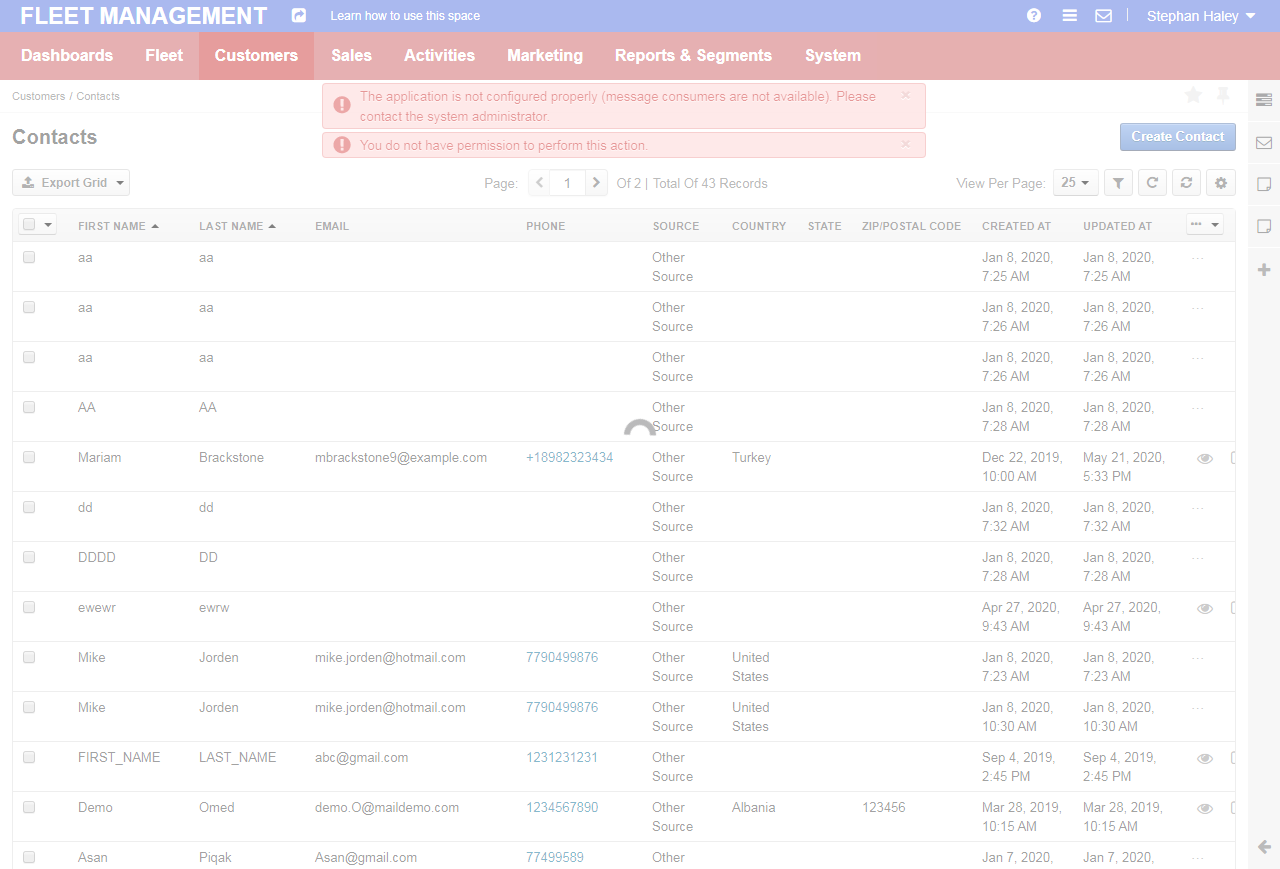 FLEET MANAGEMENT Learn how to use this space Stephan Haley
Dashboards Fleet Customers Sales Activities Marketing Reports & Segments System
Customers / Contacts
The application is not configured properly (message consumers are not available). Please
contact the system administrator.
You do not have permission to perform this action.
Contacts
Create Contact
Export Grid Page: 1 Of 2 | Total Of 43 Records View Per Page: 25
FIRST NAME LAST NAME EMAIL PHONE SOURCE COUNTRY STATE ZIP/POSTAL CODE CREATED AT UPDATED AT
aa aa Other Jan 8, 2020, Jan 8, 2020,
Source 7:25 AM 7:25 AM
aa aa Other Jan 8, 2020, Jan 8, 2020,
Source 7:26 AM 7:26 AM
aa aa Other Jan 8, 2020, Jan 8, 2020,
Source 7:26 AM 7:26 AM
AA AA Other Jan 8, 2020, Jan 8, 2020,
Source 7:28 AM 7:28 AM
Mariam Brackstone mbrackstone9@example.com +18982323434 Other Turkey Dec 22, 2019, May 21, 2020,
Source 10:00 AM 5:33 PM
dd dd Other Jan 8, 2020, Jan 8, 2020,
Source 7:32 AM 7:32 AM
DDDD DD Other Jan 8, 2020, Jan 8, 2020,
Source 7:28 AM 7:28 AM
ewewr ewrw Other Apr 27, 2020, Apr 27, 2020,
Source 9:43 AM 9:43 AM
Mike Jorden mike.jorden@hotmail.com 7790499876 Other United Jan 8, 2020, Jan 8, 2020,
Source States 7:23 AM 7:23 AM
Mike Jorden mike.jorden@hotmail.com 7790499876 Other United Jan 8, 2020, Jan 8, 2020,
Source States 10:30 AM 10:30 AM
FIRST_NAME LAST_NAME abc@gmail.com 1231231231 Other Sep 4, 2019, Sep 4, 2019,
Source 2:45 PM 2:45 PM
Demo Omed demo.O@maildemo.com 1234567890 Other Albania 123456 Mar 28, 2019, Mar 28, 2019,
Source 10:15 AM 10:15 AM
Asan Piqak Asan@gmail.com 77499589 Other Jan 7, 2020, Jan 7, 2020,